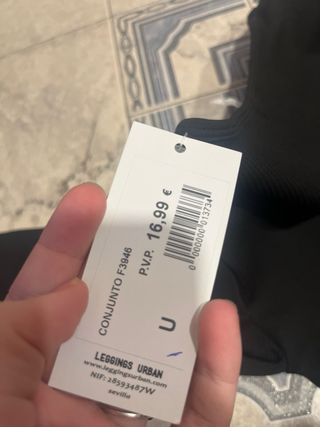 CONJUNTO F3946
P.V.P. 16,99 €
0 000000 013734
U
LEGGINGS URBAN
www.leggingsurban.com
NIF: 28593487W
sevilla